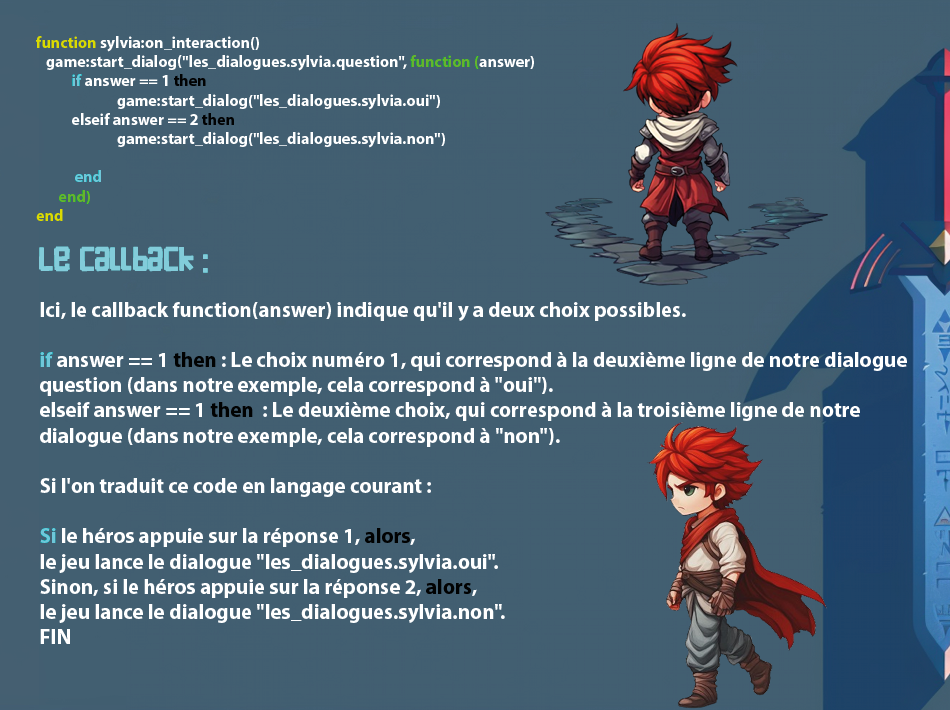 function sylvia:on_interaction()
game:start_dialog("les_dialogues.sylvia.question", function (answer)
if answer == 1 then
game:start_dialog("les_dialogues.sylvia.oui")
elseif answer == 2 then
game:start_dialog("les_dialogues.sylvia.non")
end
end)
end
Le Callback :
Ici, le callback function(answer) indique qu'il y a deux choix possibles.
if answer == 1 then : Le choix numéro 1, qui correspond à la deuxième ligne de notre dialogue
question (dans notre exemple, cela correspond à "oui").
elseif answer == 1 then : Le deuxième choix, qui correspond à la troisième ligne de notre
dialogue (dans notre exemple, cela correspond à "non").
Si l'on traduit ce code en langage courant :
Si le héros appuie sur la réponse 1, alors,
le jeu lance le dialogue "les_dialogues.sylvia.oui".
Sinon, si le héros appuie sur la réponse 2, alors,
le jeu lance le dialogue "les_dialogues.sylvia.non".
FIN